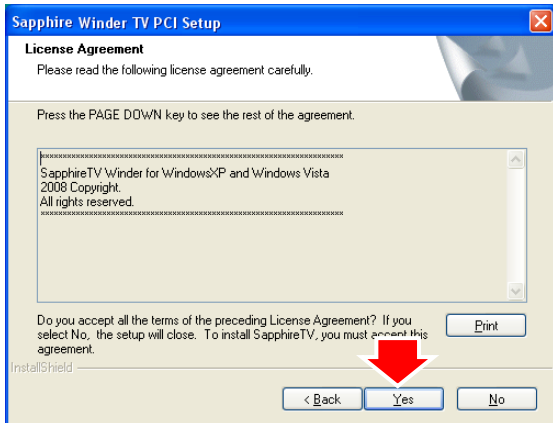 Sapphire Winder TV PCI Setup
License Agreement
Please read the following license agreement carefully.
Press the PAGE DOWN key to see the rest of the agreement.
××××××××××××××××××××××××××××××××××××××××××××××××××××××××××××
SapphireTV Winder for WindowsXP and Windows Vista
2008 Copyright.
All rights reserved.
××××××××××××××××××××××××××××××××××××××××××××××××××××××××××××
Do you accept all the terms of the preceding License Agreement? If you
select No, the setup will close. To install SapphireTV, you must accept this
agreement.
Print
InstallShield
< Back
Yes
No